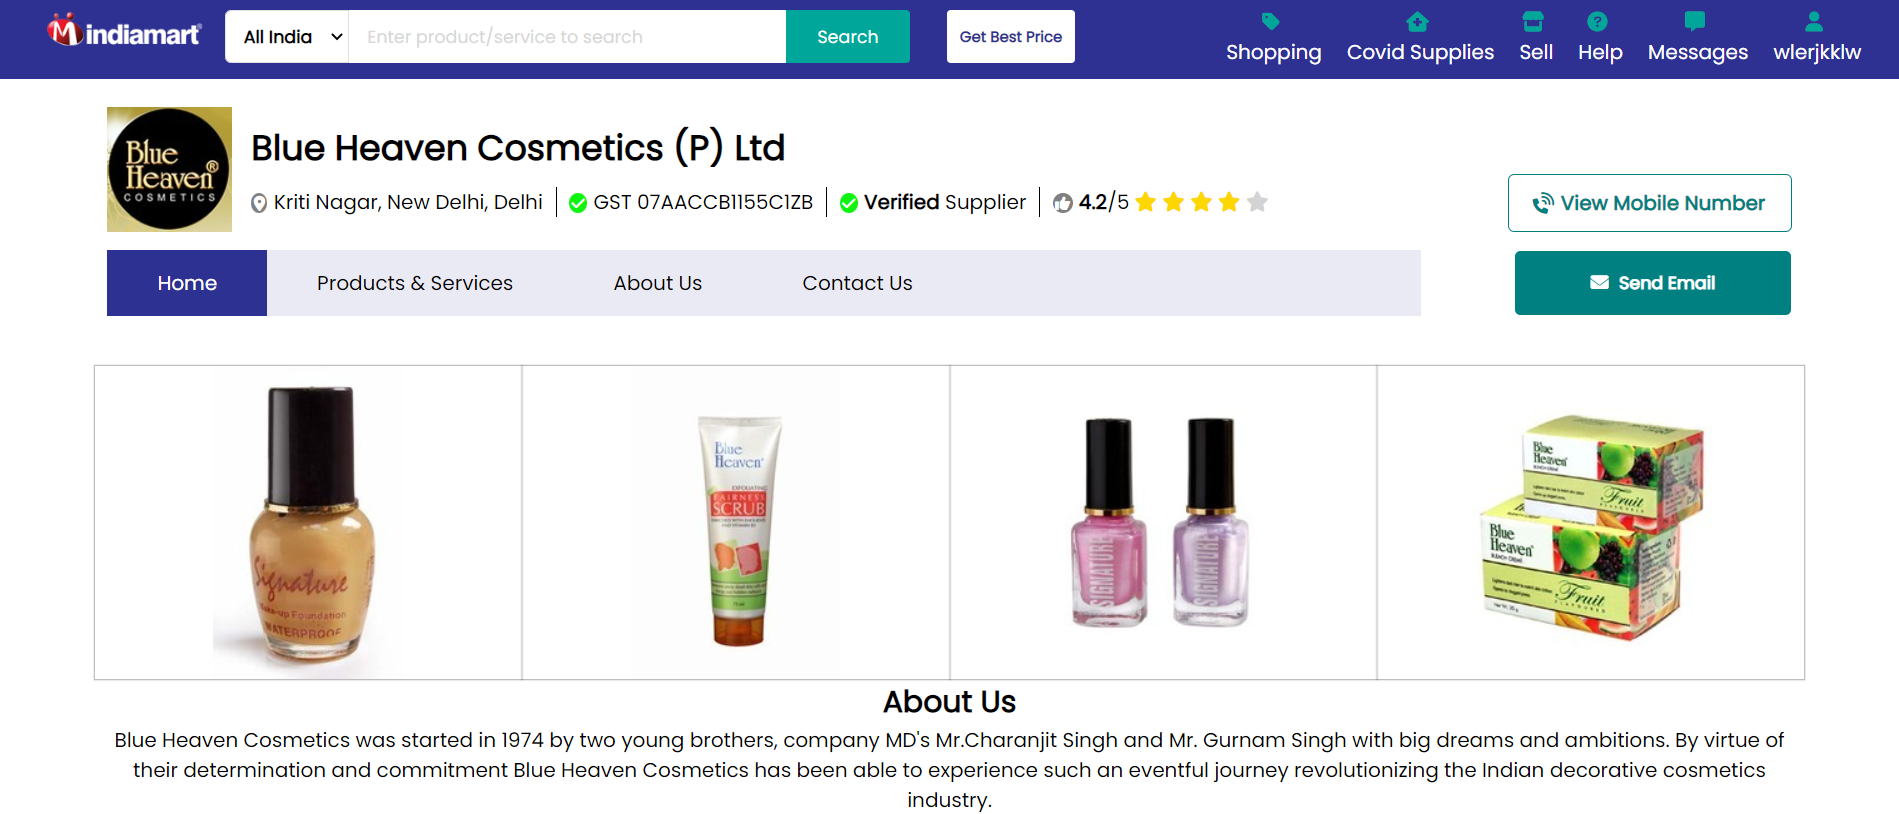 indiamart
All India
Enter product/service to search
Search
Get Best Price
Shopping
Covid Supplies
Sell
Help
Messages
wlerjkklw
Blue
Heaven®
COSMETICS
Blue Heaven Cosmetics (P) Ltd
Kriti Nagar, New Delhi, Delhi
GST 07AACCB1155C1ZB
Verified Supplier
4.2/5
View Mobile Number
Home
Products & Services
About Us
Contact Us
Send Email
Signature
Make-up Foundation
WATERPROOF
Blue
Heaven®
EXFOLIATING
FAIRNESS
SCRUB
SIGNATURE
SIGNATURE
Blue
Heaven®
BLEACH CREME
Fruit
FLAVOURED
Blue
Heaven®
BLEACH CREME
Fruit
FLAVOURED
About Us
Blue Heaven Cosmetics was started in 1974 by two young brothers, company MD's Mr.Charanjit Singh and Mr. Gurnam Singh with big dreams and ambitions. By virtue of
their determination and commitment Blue Heaven Cosmetics has been able to experience such an eventful journey revolutionizing the Indian decorative cosmetics
industry.